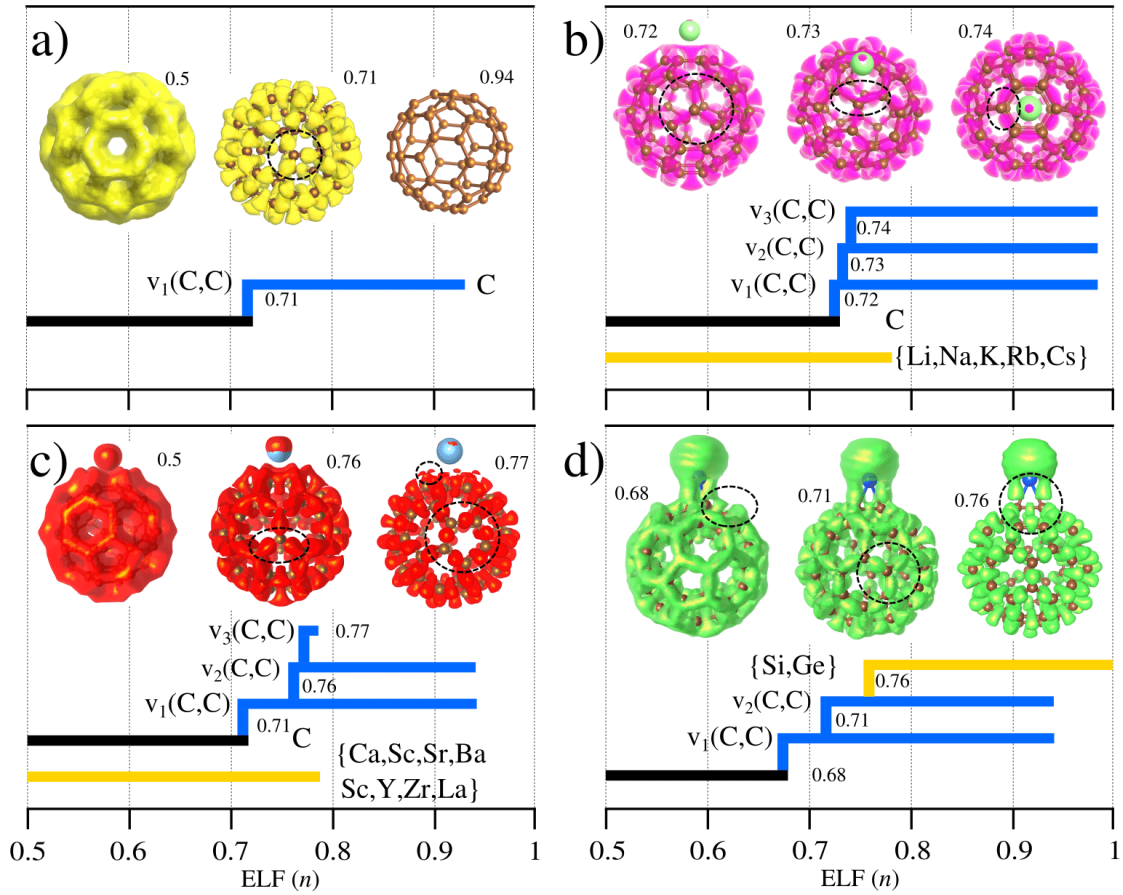 a)
0.5
0.71
0.94
v1(C,C)
C
0.71
b)
0.72
0.73
0.74
v3(C,C)
0.74
v2(C,C)
0.73
v1(C,C)
0.72
C
{Li,Na,K,Rb,Cs}
c)
0.5
0.76
0.77
v3(C,C)
0.77
v2(C,C)
0.76
v1(C,C)
0.71
C
{Ca,Sc,Sr,Ba
Sc,Y,Zr,La}
0.5 0.6 0.7 0.8 0.9 1
ELF (n)
d)
0.68
0.71
0.76
{Si,Ge}
0.76
v2(C,C)
0.71
v1(C,C)
0.68
0.5 0.6 0.7 0.8 0.9 1
ELF (n)